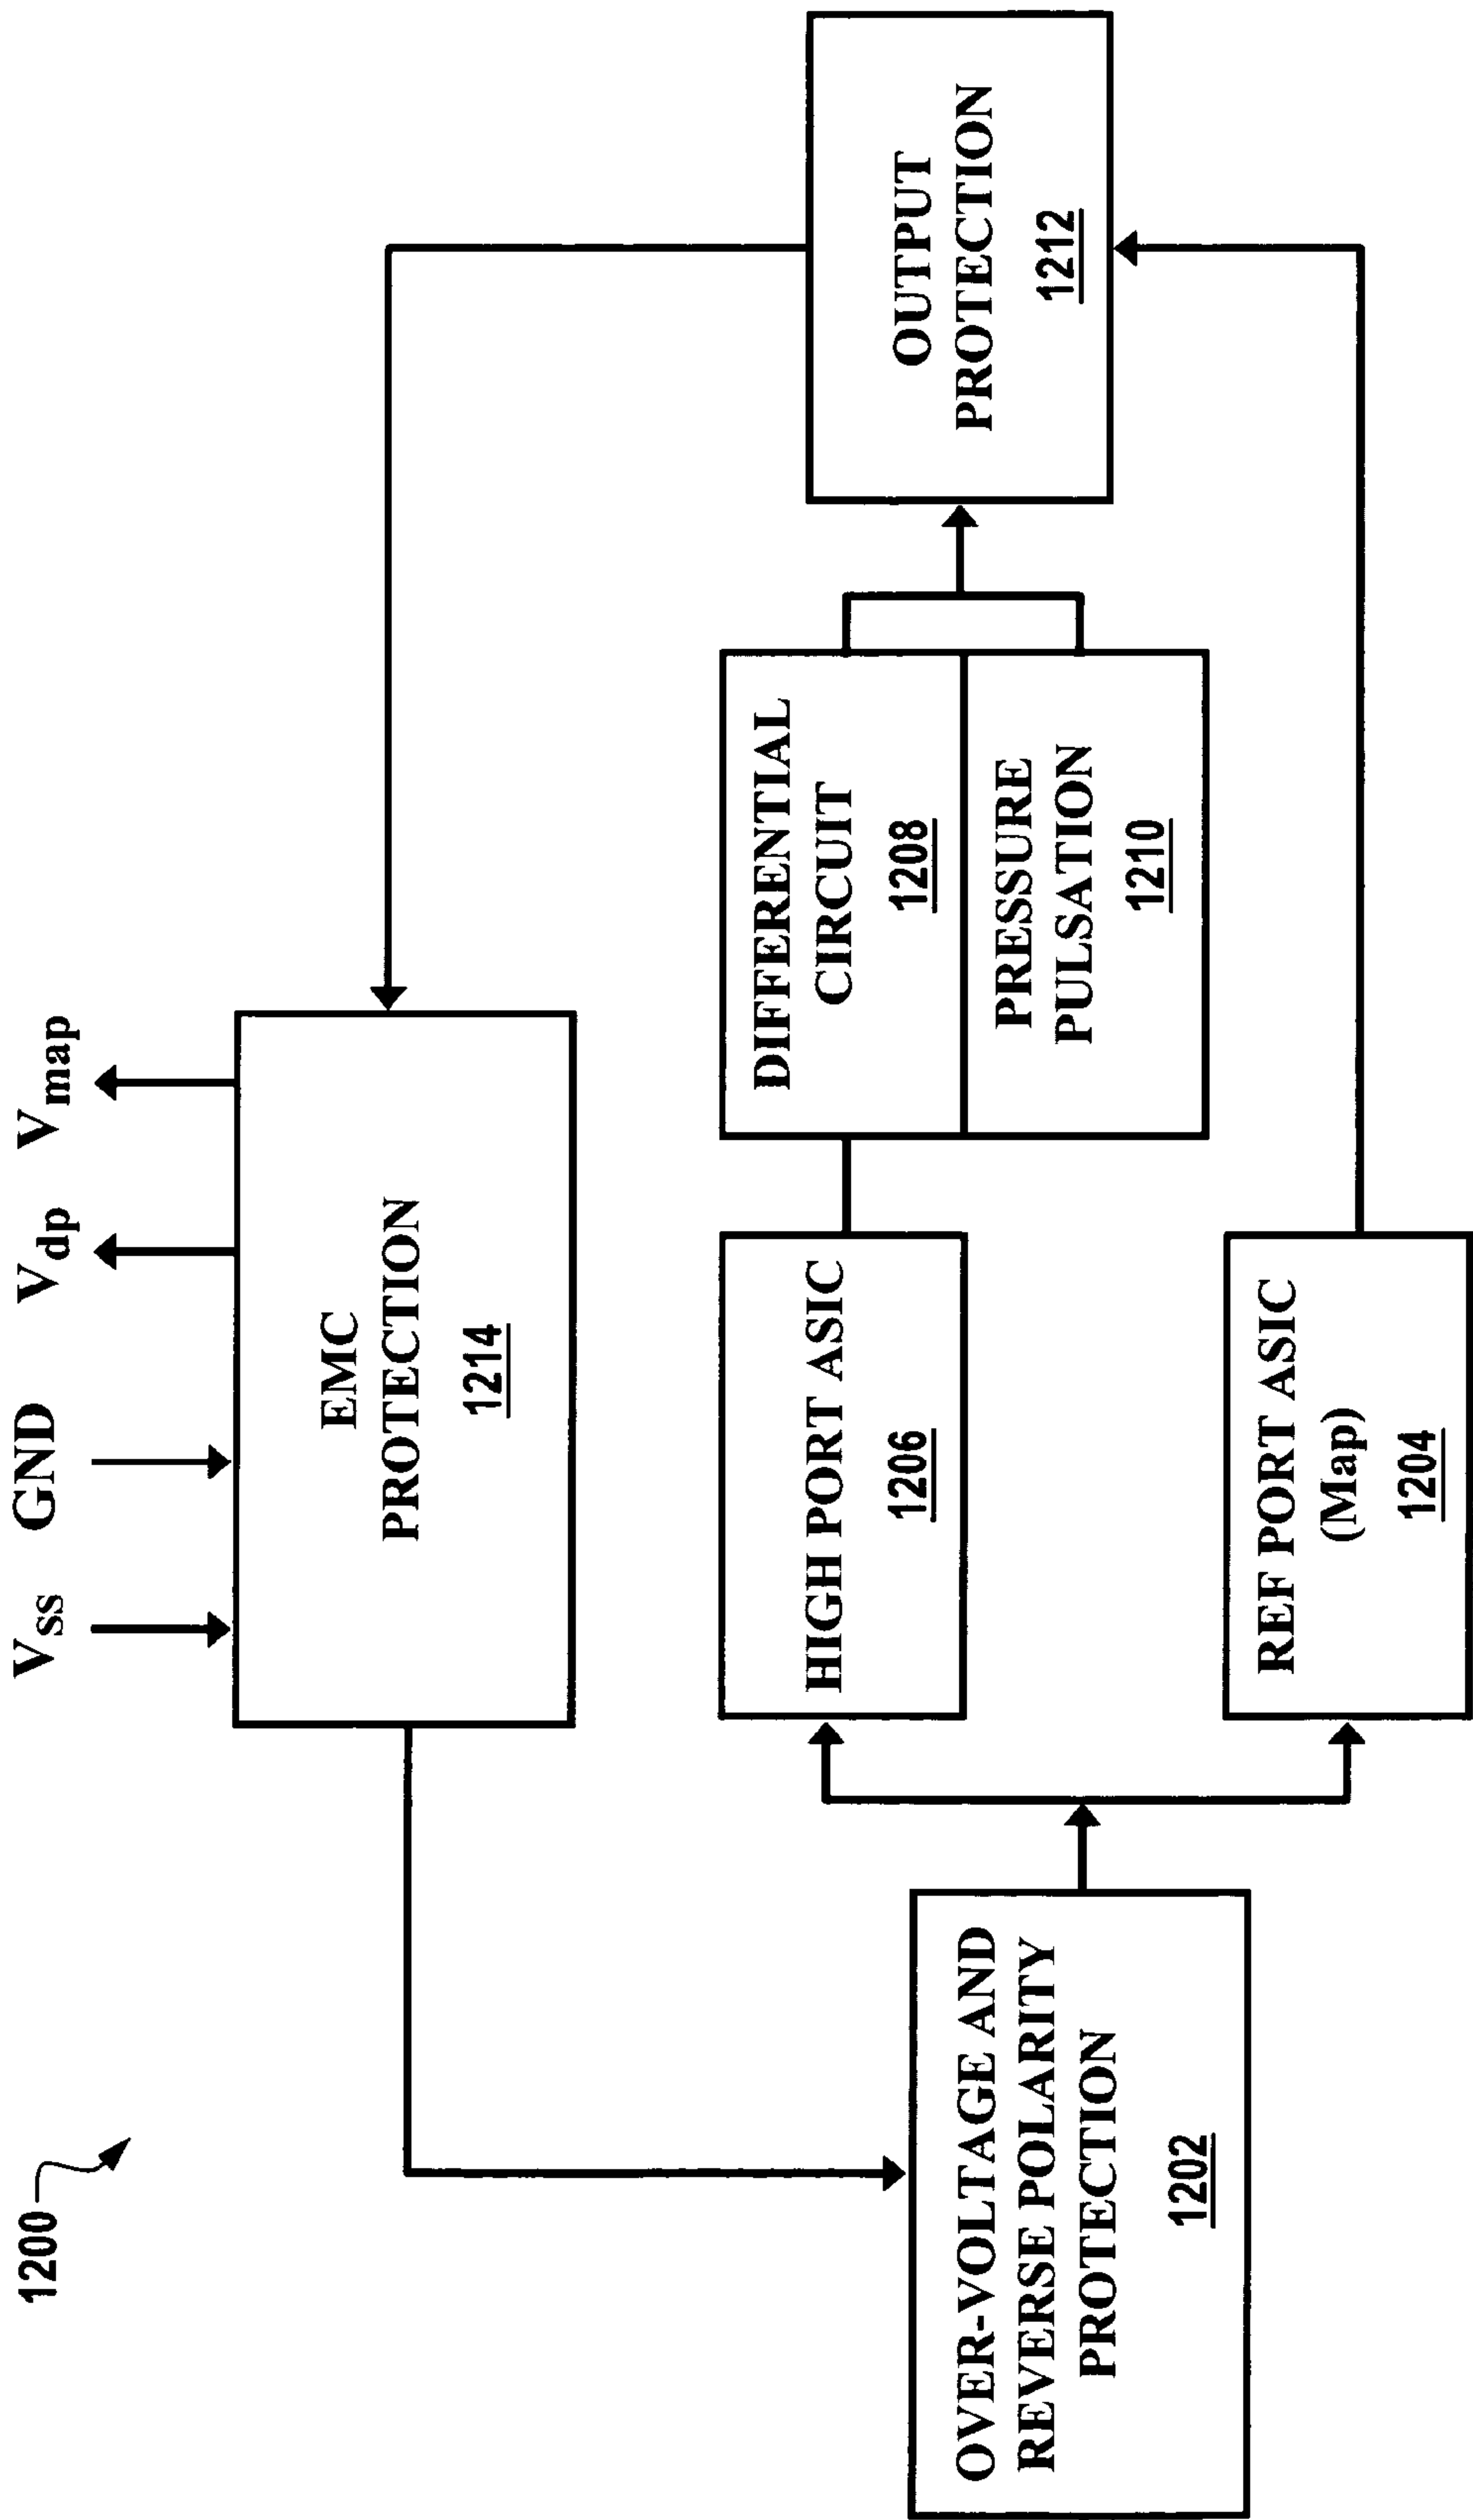 1200
Vss GND Vdp Vmap
EMC
PROTECTION
1214
OVER-VOLTAGE AND
REVERSE POLARITY
PROTECTION
1202
HIGH PORT ASIC
1206
REF PORT ASIC
(Map)
1204
DIFFERENTIAL
CIRCUIT
1208
PRESSURE
PULSATION
1210
OUTPUT
PROTECTION
1212